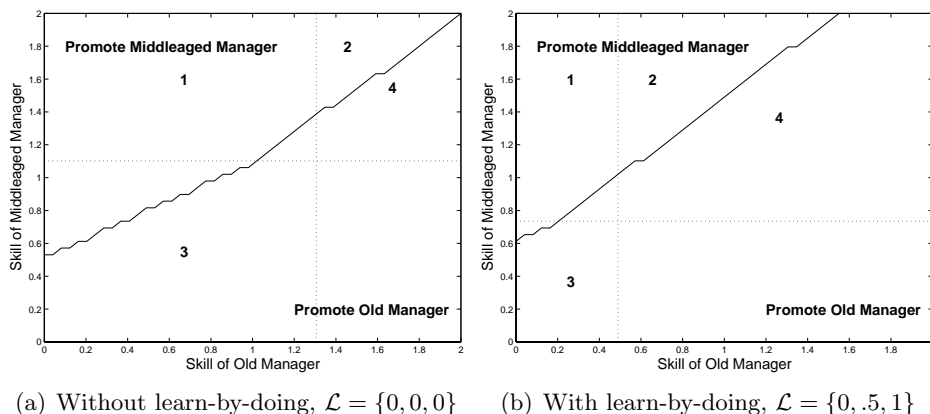 2
1.8
1.6
1.4
1.2
1
0.8
0.6
0.4
0.2
Skill of Middleaged Manager
Promote Middleaged Manager
1
2
3
4
Promote Old Manager
0 0.2 0.4 0.6 0.8 1 1.2 1.4 1.6 1.8 2
Skill of Old Manager
(a) Without learn-by-doing, ℒ = {0, 0, 0}
2
1.8
1.6
1.4
1.2
1
0.8
0.6
0.4
0.2
Skill of Middleaged Manager
Promote Middleaged Manager
1
2
4
3
Promote Old Manager
0 0.2 0.4 0.6 0.8 1 1.2 1.4 1.6 1.8
Skill of Old Manager
(b) With learn-by-doing, ℒ = {0, .5, 1}